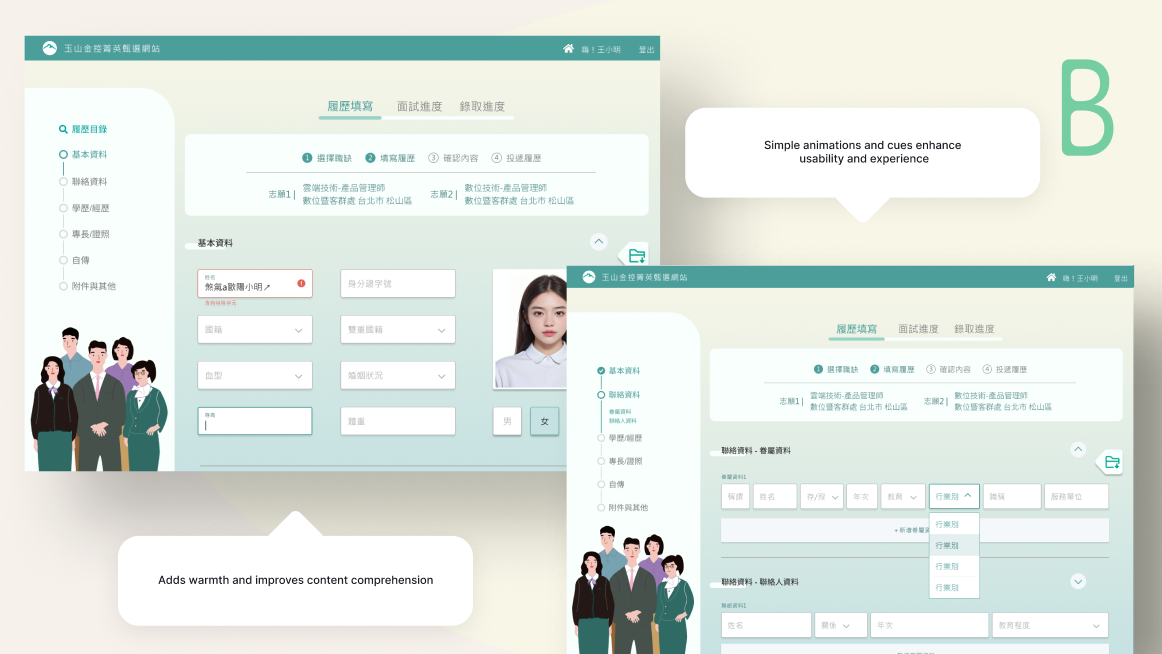 玉山金控菁英甄選網站
嗨！王小明
登出
履歷目錄
基本資料
聯絡資料
學歷/經歷
專長/證照
自傳
附件與其他
履歷填寫
面試進度
錄取進度
1 選擇職缺
2 填寫履歷
3 確認內容
4 投遞履歷
志願1 |
雲端技術-產品管理師
數位暨客群處 台北市 松山區
志願2 |
數位技術-產品管理師
數位暨客群處 台北市 松山區
基本資料
姓名
煞氣a歐陽小明↗
身分證字號
國籍
雙重國籍
血型
婚姻狀況
身高
體重
男
女
Simple animations and cues enhance
usability and experience
B
Adds warmth and improves content comprehension
玉山金控菁英甄選網站
嗨！王小明
登出
基本資料
聯絡資料
眷屬資料
聯絡人資料
學歷/經歷
專長/證照
自傳
附件與其他
履歷填寫
面試進度
錄取進度
1 選擇職缺
2 填寫履歷
3 確認內容
4 投遞履歷
志願1 |
雲端技術-產品管理師
數位暨客群處 台北市 松山區
志願2 |
數位技術-產品管理師
數位暨客群處 台北市 松山區
聯絡資料 - 眷屬資料
眷屬資料1
稱謂
姓名
存/歿
年次
教育
行業別
職稱
服務單位
行業別
行業別
行業別
行業別
+ 新增眷屬
聯絡資料 - 聯絡人資料
聯絡資料1
姓名
關係
年次
教育程度